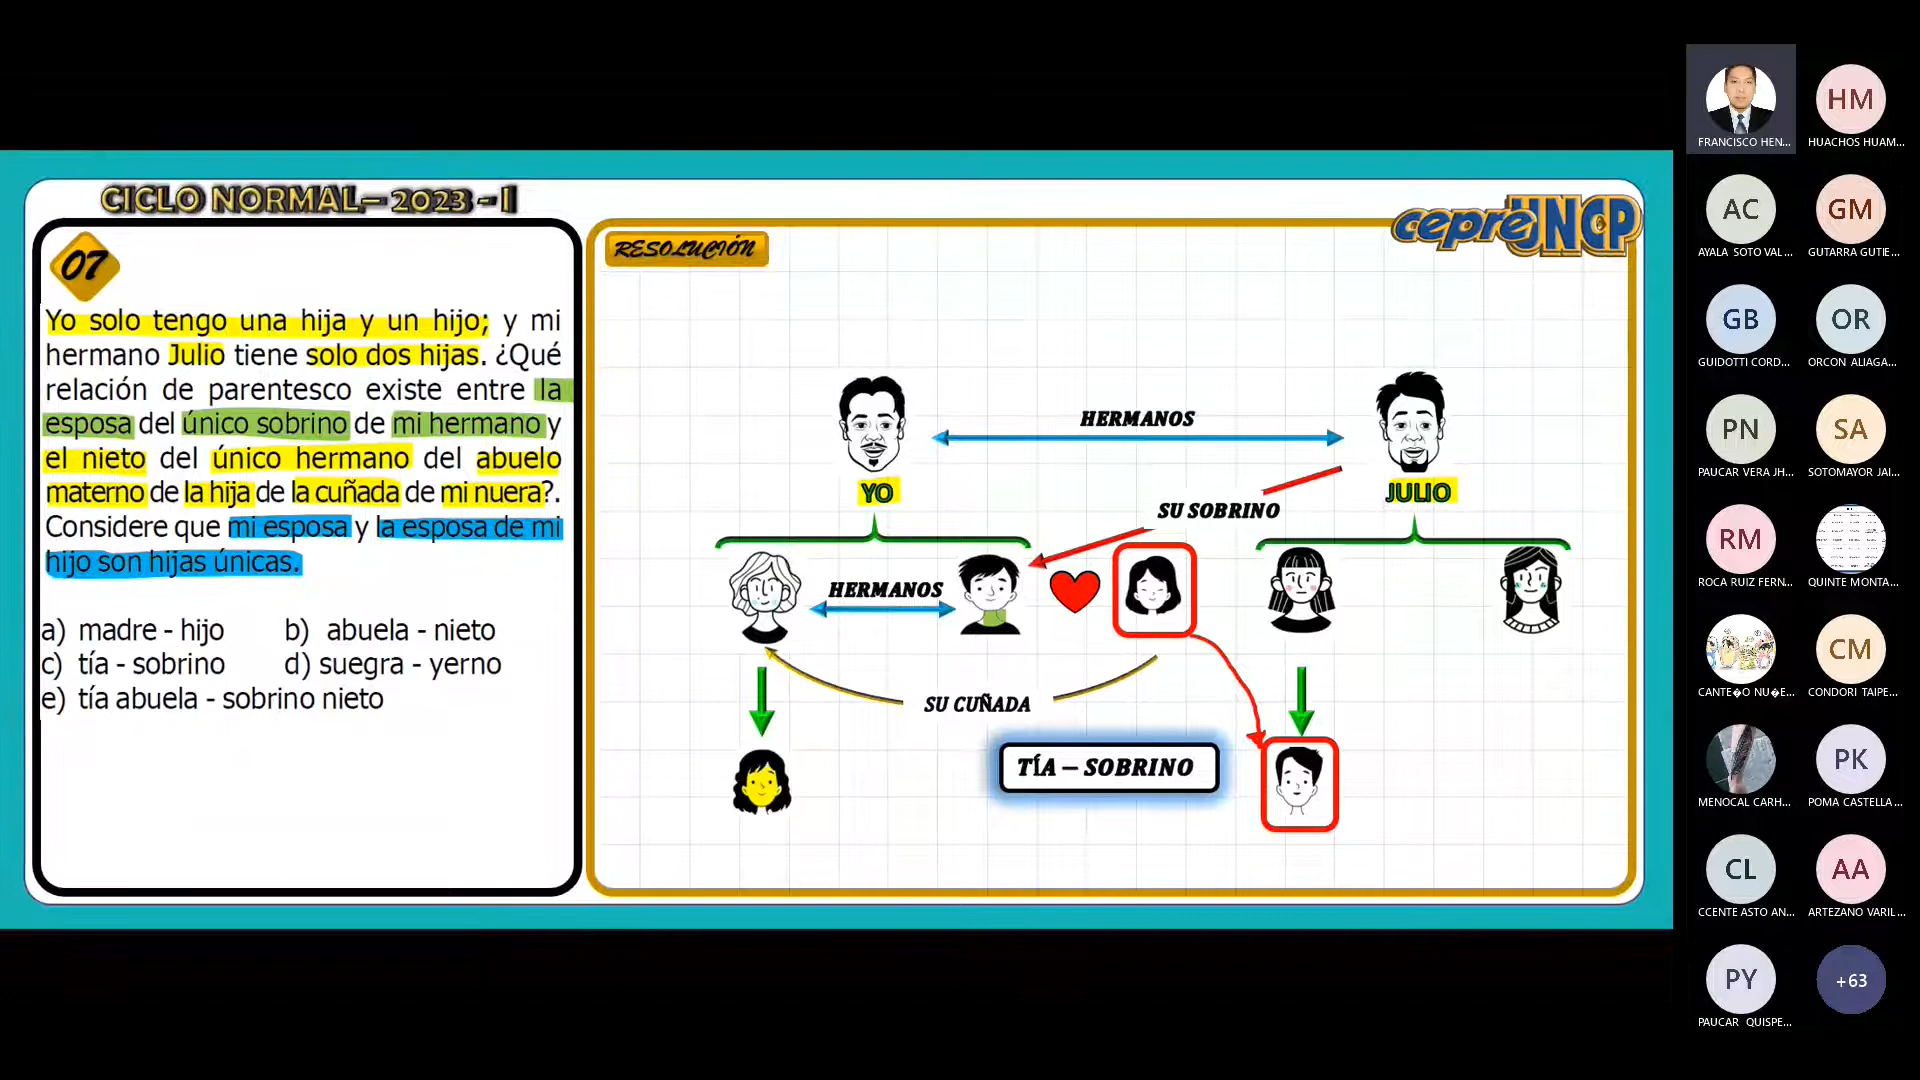 CICLO NORMAL– 2023 - I
cepreUNCP
07
Yo solo tengo una hija y un hijo; y mi
hermano Julio tiene solo dos hijas. ¿Qué
relación de parentesco existe entre la
esposa del único sobrino de mi hermano y
el nieto del único hermano del abuelo
materno de la hija de la cuñada de mi nuera?.
Considere que mi esposa y la esposa de mi
hijo son hijas únicas.
a) madre - hijo b) abuela - nieto
c) tía - sobrino d) suegra - yerno
e) tía abuela - sobrino nieto
RESOLUCIÓN
HERMANOS
YO
JULIO
SU SOBRINO
HERMANOS
SU CUÑADA
TÍA – SOBRINO
FRANCISCO HEN...
HM
HUACHOS HUAM...
AC
AYALA SOTO VAL...
GM
GUTARRA GUTIE...
GB
GUIDOTTI CORD...
OR
ORCON ALIAGA...
PN
PAUCAR VERA JH...
SA
SOTOMAYOR JAI...
RM
ROCA RUIZ FERN...
QUINTE MONTA...
CANTE�O NU�E...
CM
CONDORI TAIPE...
MENOCAL CARH...
PK
POMA CASTELLA...
CL
CCENTE ASTO AN...
AA
ARTEZANO VARIL...
PY
PAUCAR QUISPE...
+63